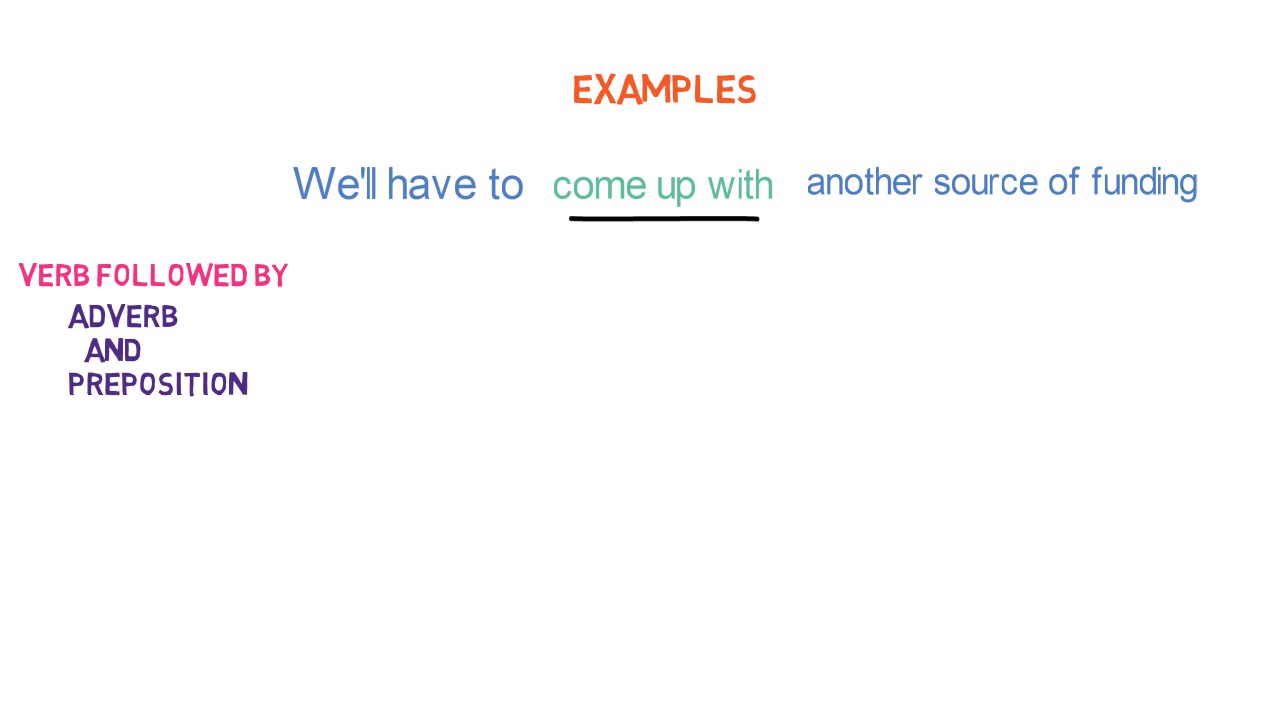 EXAMPLES
We'll have to come up with another source of funding
VERB FOLLOWED BY
ADVERB
AND
PREPOSITION